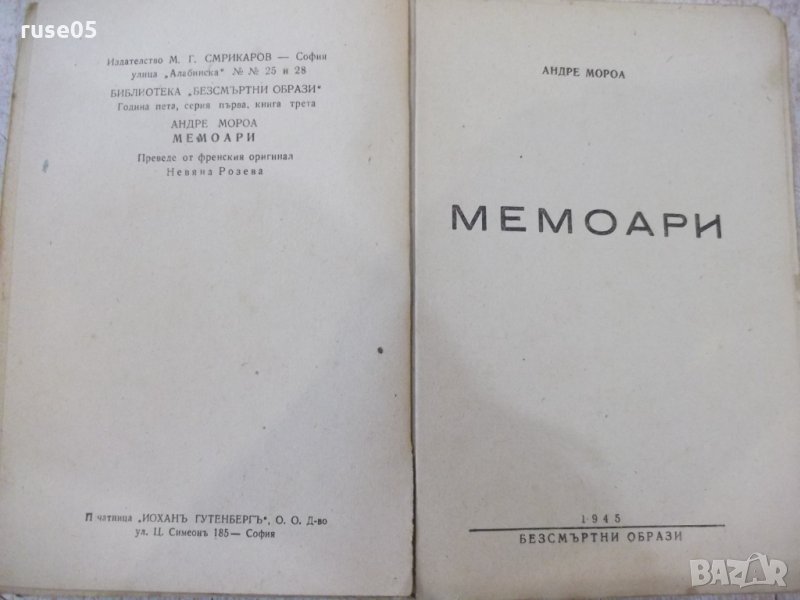 ruse05
Издателство М. Г. СМРИКАРОВ — София
улица „Алабинска" № № 25 и 28
БИБЛИОТЕКА „БЕЗСМЪРТНИ ОБРАЗИ"
Година пета, серия първа, книга трета
АНДРЕ МОРОА
МЕМОАРИ
Преведе от френския оригинал
Невяна Розева
П чатница „ИОХАНЪ ГУТЕНБЕРГЪ", О. О. Д-во
ул. Ц. Симеонъ 185— София
АНДРЕ МОРОА
МЕМОАРИ
1945
БЕЗСМЪРТНИ ОБРАЗИ
BAZAR